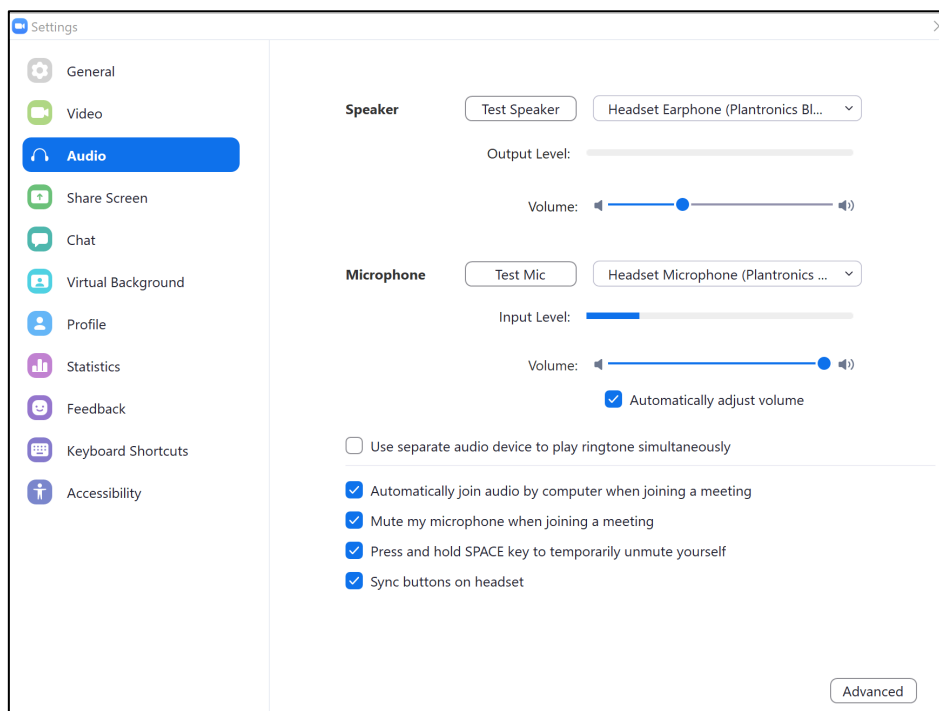 Settings
General
Video
Audio
Share Screen
Chat
Virtual Background
Profile
Statistics
Feedback
Keyboard Shortcuts
Accessibility
Speaker Test Speaker Headset Earphone (Plantronics Bl...
Output Level:
Volume:
Microphone Test Mic Headset Microphone (Plantronics ...
Input Level:
Volume:
Automatically adjust volume
Use separate audio device to play ringtone simultaneously
Automatically join audio by computer when joining a meeting
Mute my microphone when joining a meeting
Press and hold SPACE key to temporarily unmute yourself
Sync buttons on headset
Advanced